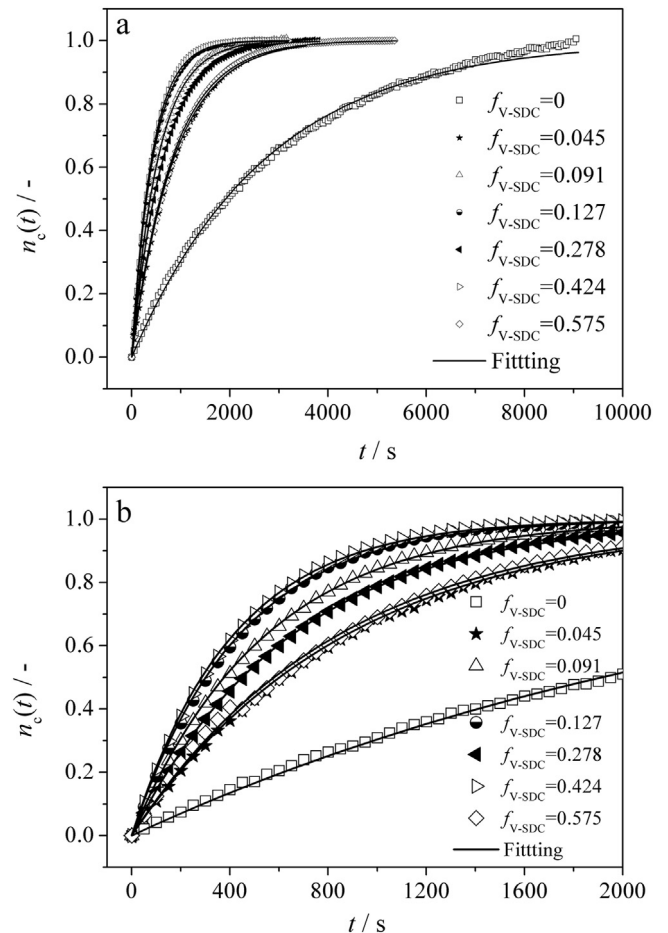 a
1.0
0.8
0.6
0.4
0.2
0.0
n_c(t) / -
f_V-SDC=0
f_V-SDC=0.045
f_V-SDC=0.091
f_V-SDC=0.127
f_V-SDC=0.278
f_V-SDC=0.424
f_V-SDC=0.575
Fittting
0 2000 4000 6000 8000 10000
t / s
b
1.0
0.8
0.6
0.4
0.2
0.0
n_c(t) / -
f_V-SDC=0
f_V-SDC=0.045
f_V-SDC=0.091
f_V-SDC=0.127
f_V-SDC=0.278
f_V-SDC=0.424
f_V-SDC=0.575
Fittting
0 400 800 1200 1600 2000
t / s